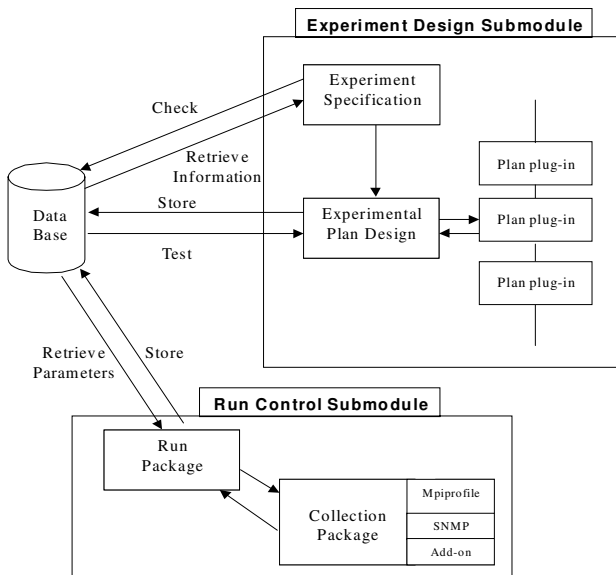 Experiment Design Submodule
Experiment
Specification
Check
Retrieve
Information
Plan plug-in
Store
Data
Base
Experimental
Plan Design
Plan plug-in
Test
Plan plug-in
Retrieve
Parameters
Store
Run Control Submodule
Run
Package
Collection
Package
Mpiprofile
SNMP
Add-on